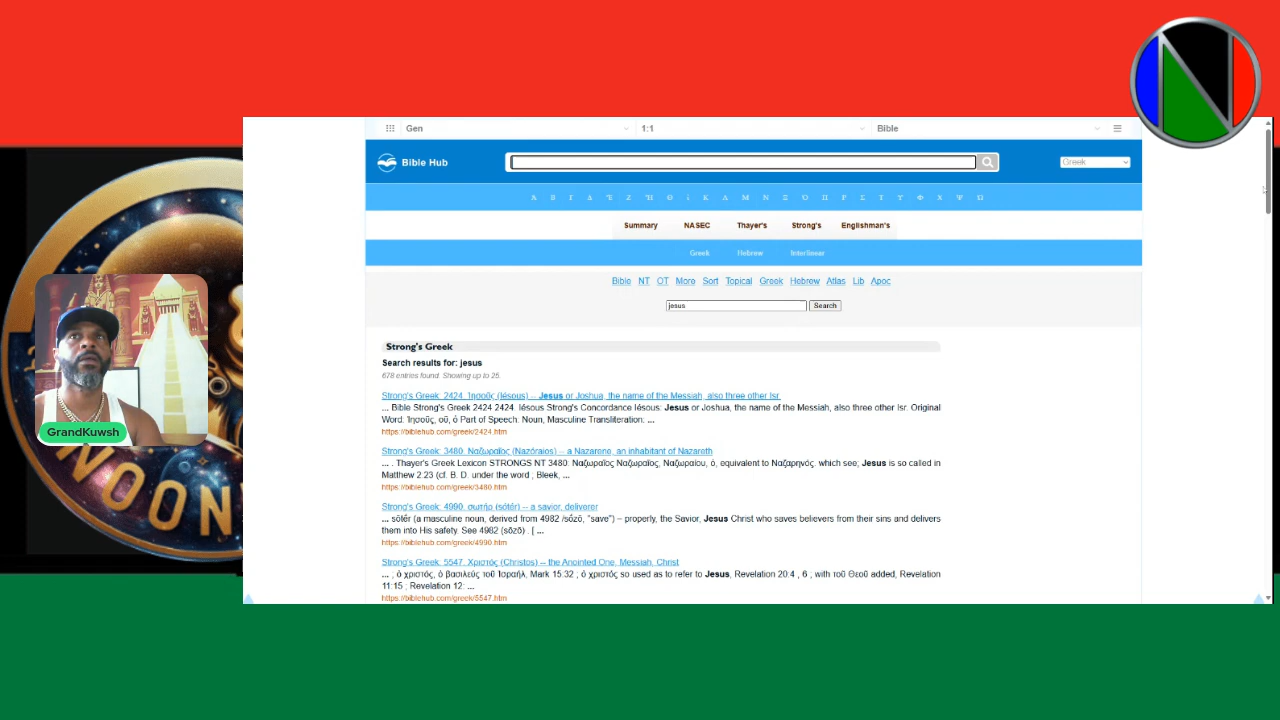 Gen 1:1 Bible
Bible Hub Greek
Α Β Γ Δ Ἑ Ζ Ἡ Θ Ἰ Κ Λ Μ Ν Ξ Ὁ Π Ρ Σ Τ Υ Φ Χ Ψ Ω
Summary NASEC Thayer's Strong's Englishman's
Greek Hebrew Interlinear
Bible NT OT More Sort Topical Greek Hebrew Atlas Lib Apoc
jesus Search
Strong's Greek
Search results for: jesus
678 entries found. Showing up to 25.
Strong's Greek: 2424. Ἰησοῦς (Iésous) -- Jesus or Joshua, the name of the Messiah, also three other Isr.
... Bible Strong's Greek 2424 2424. Iésous Strong's Concordance Iésous: Jesus or Joshua, the name of the Messiah, also three other Isr. Original
Word: Ἰησοῦς, οῦ, ὁ Part of Speech: Noun, Masculine Transliteration: ...
https://biblehub.com/greek/2424.htm
Strong's Greek: 3480. Ναζωραῖος (Nazóraios) -- a Nazarene, an inhabitant of Nazareth
... . Thayer's Greek Lexicon STRONGS NT 3480: Ναζωραῖος Ναζωραῖος, Ναζωραίου, ὁ, equivalent to Ναζαρηνός. which see; Jesus is so called in
Matthew 2:23 (cf. B. D. under the word , Bleek, ...
https://biblehub.com/greek/3480.htm
Strong's Greek: 4990. σωτήρ (sótér) -- a savior, deliverer
... sōtḗr (a masculine noun, derived from 4982 /sṓzō, "save") – properly, the Savior, Jesus Christ who saves believers from their sins and delivers
them into His safety. See 4982 (sōzō) . [ ...
https://biblehub.com/greek/4990.htm
Strong's Greek: 5547. Χριστός (Christos) -- the Anointed One, Messiah, Christ
... , ὁ χριστός, ὁ βασιλεύς τοῦ Ἰσραήλ, Mark 15:32 ; ὁ χριστός so used as to refer to Jesus, Revelation 20:4 , 6 ; with τοῦ Θεοῦ added, Revelation
11:15 ; Revelation 12: ...
https://biblehub.com/greek/5547.htm
GrandKuwsh
NOON
N